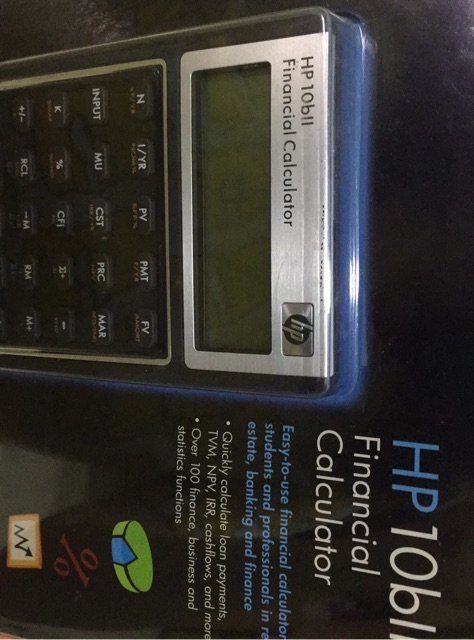 HP 10bII
Financial Calculator
hp
N
I/YR
PV
PMT
FV
AMORT
INPUT
MU
CST
PRC
MAR
K
%
CFj
Σ+
←
+/−
RCL
→M
RM
M+
HP 10bI
Financial
Calculator
Easy-to-use financial calculator
students and professionals in re
estate, banking and finance
• Quickly calculate loan payments,
TVM, NPV, IRR, cashflows, and more
• Over 100 finance, business and
statistics functions
%